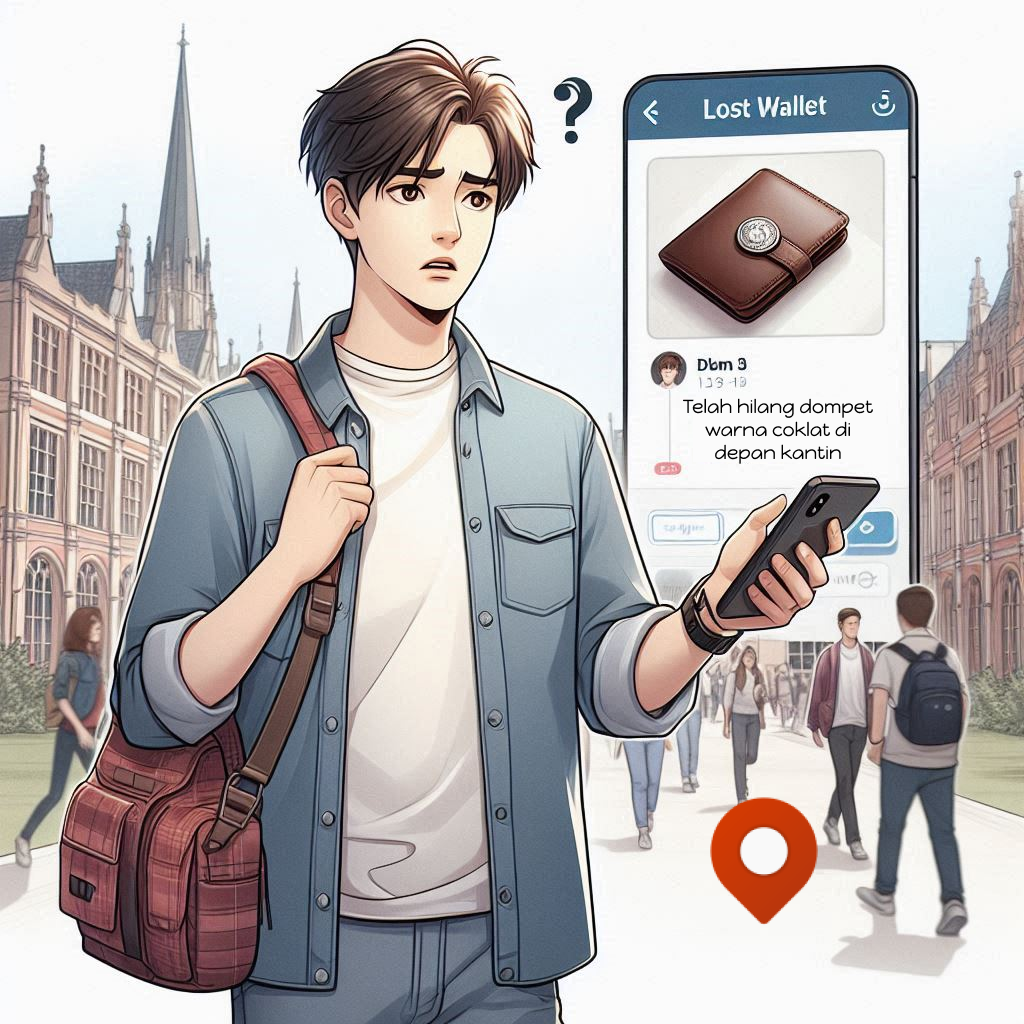 ?
Lost Wallet
Telah hilang dompet
warna coklat di
depan kantin